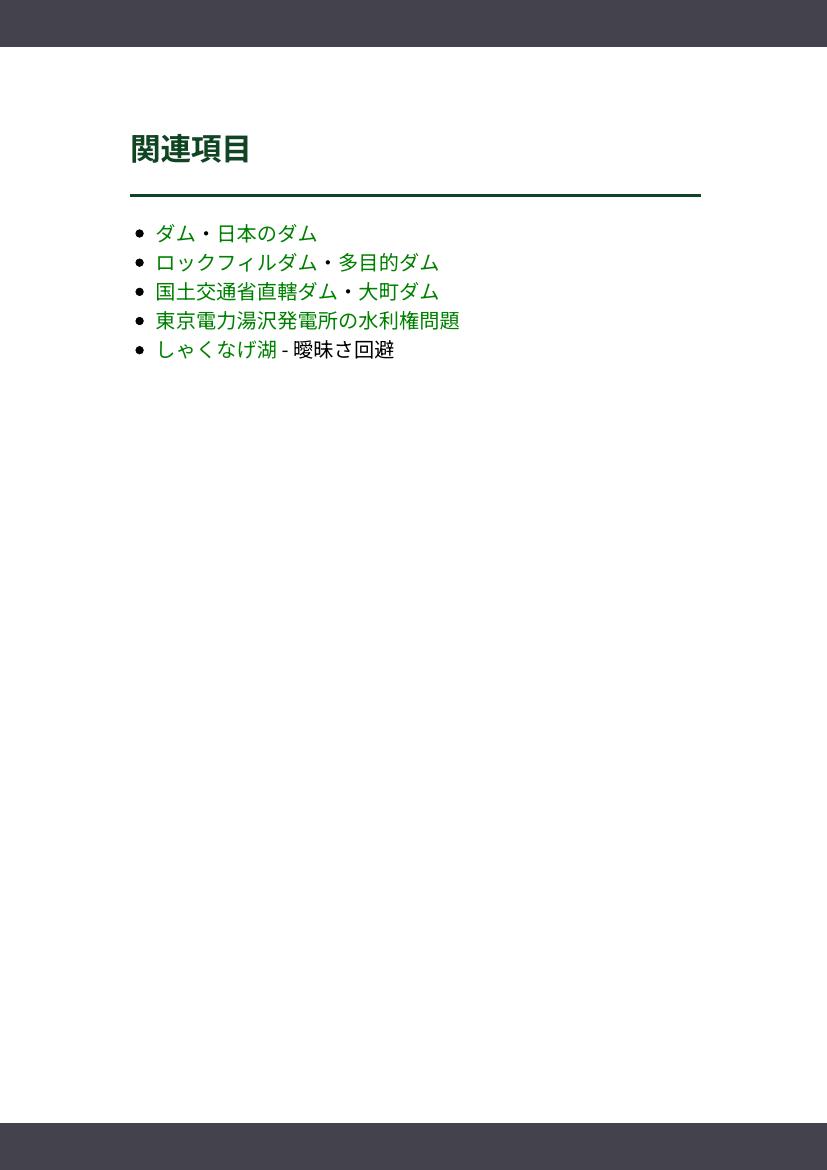 関連項目
ダム・日本のダム
ロックフィルダム・多目的ダム
国土交通省直轄ダム・大町ダム
東京電力湯沢発電所の水利権問題
しゃくなげ湖 - 曖昧さ回避